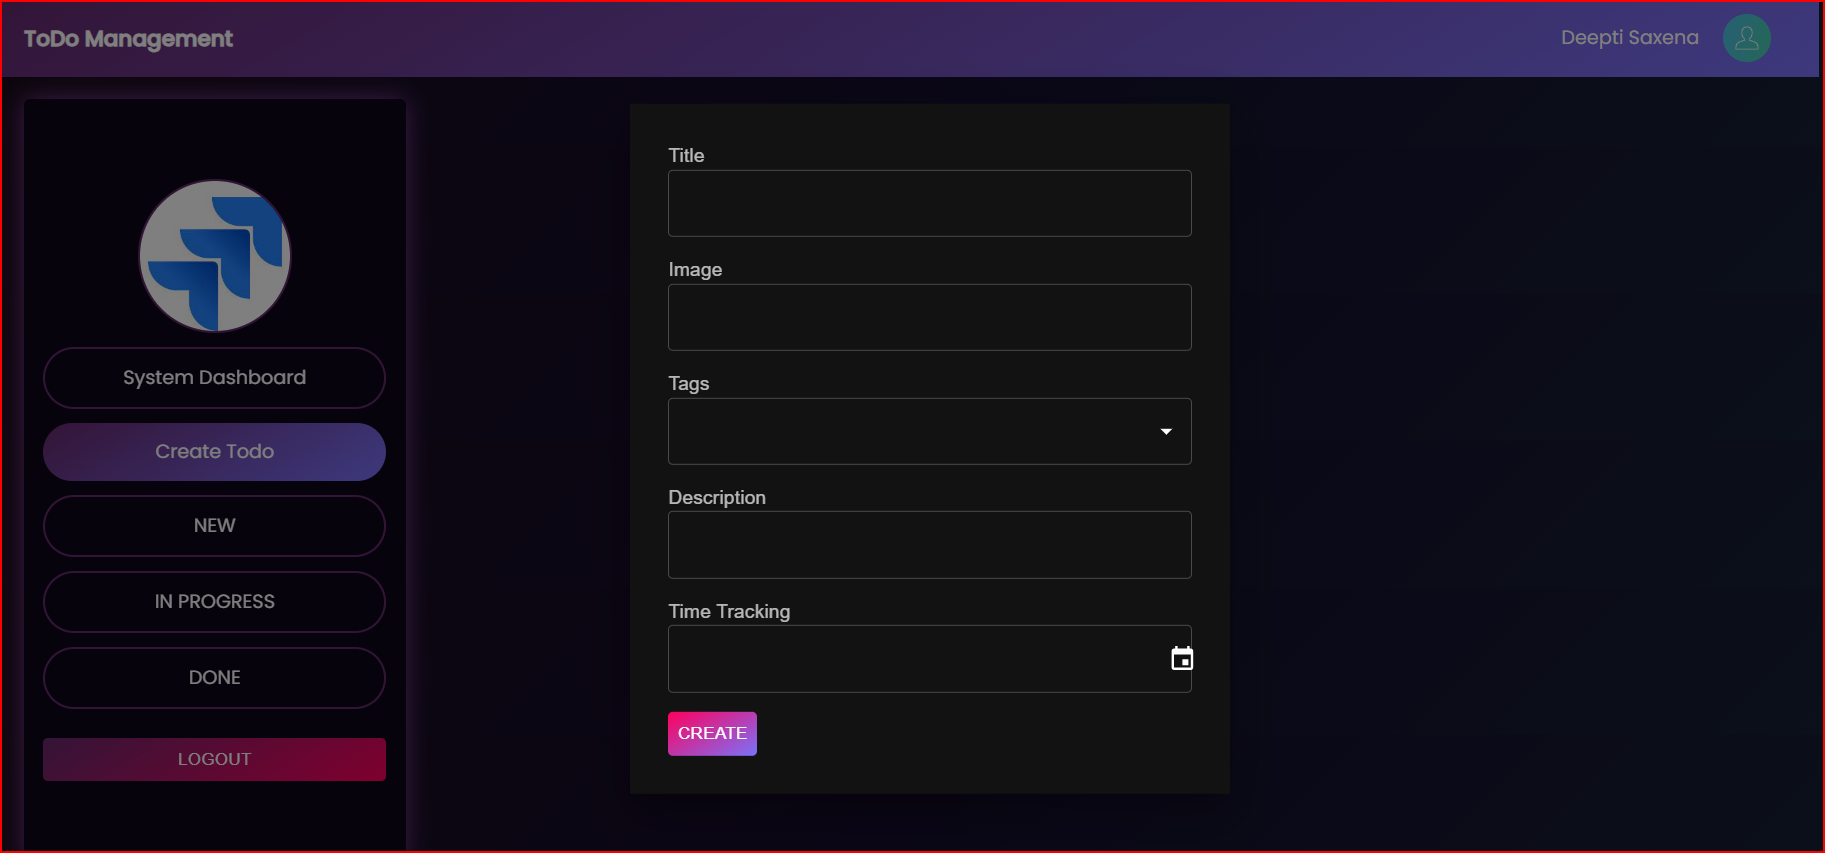 ToDo Management
Deepti Saxena
System Dashboard
Create Todo
NEW
IN PROGRESS
DONE
LOGOUT
Title
Image
Tags
Description
Time Tracking
CREATE